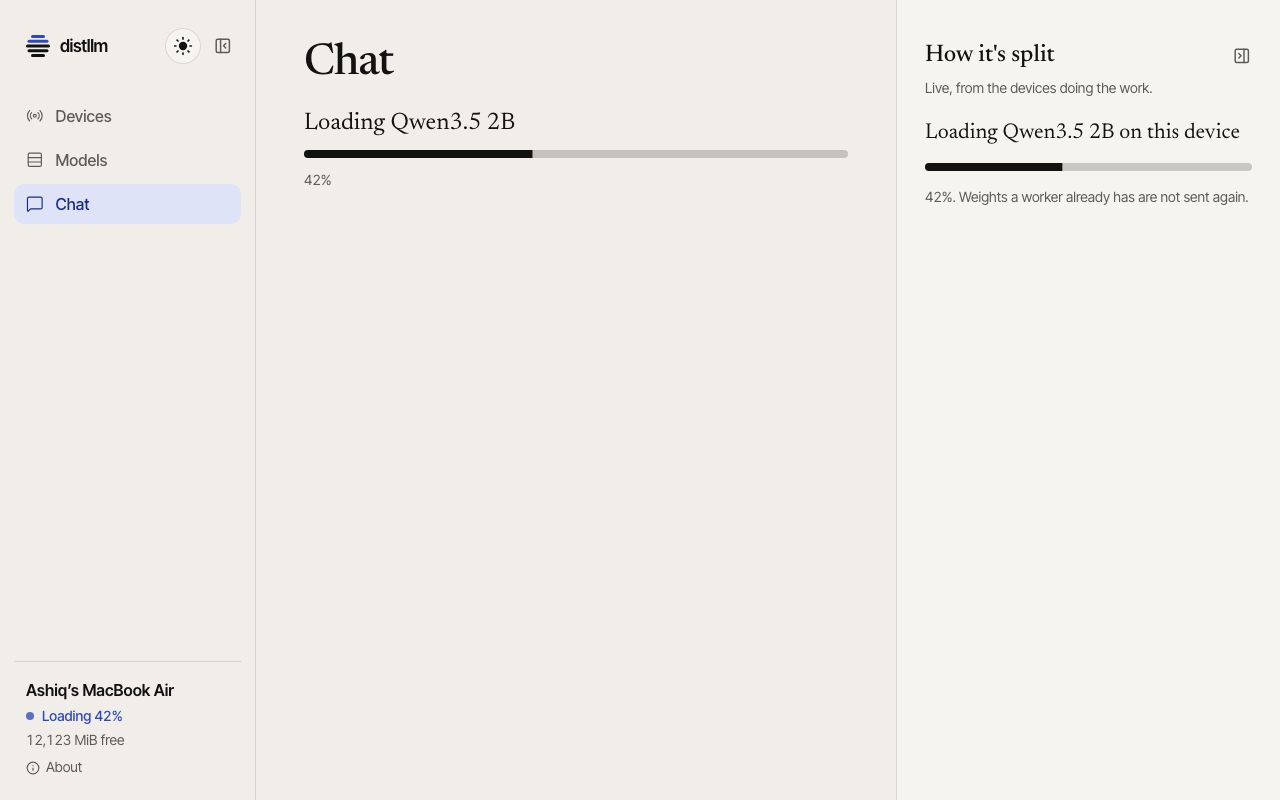 distllm
Devices
Models
Chat
Ashiq’s MacBook Air
Loading 42%
12,123 MiB free
About
Chat
Loading Qwen3.5 2B
42%
How it's split
Live, from the devices doing the work.
Loading Qwen3.5 2B on this device
42%. Weights a worker already has are not sent again.